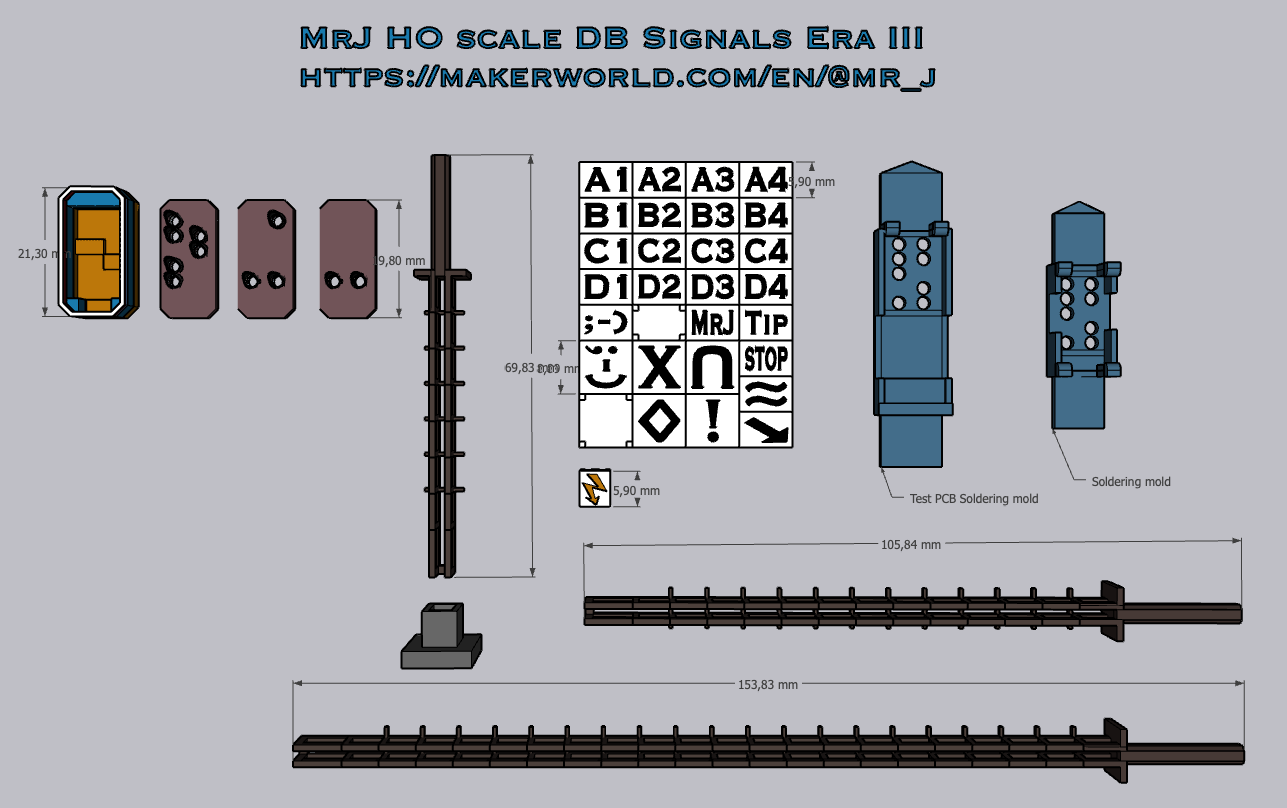 MrJ HO scale DB Signals Era III
https://makerworld.com/en/@mr_j
21,30 m
19,80 mm
69,83 mm
A1 A2 A3 A4
5,90 mm
B1 B2 B3 B4
C1 C2 C3 C4
D1 D2 D3 D4
;-) MrJ Tip
X STOP
!
5,90 mm
Test PCB Soldering mold
Soldering mold
105,84 mm
153,83 mm